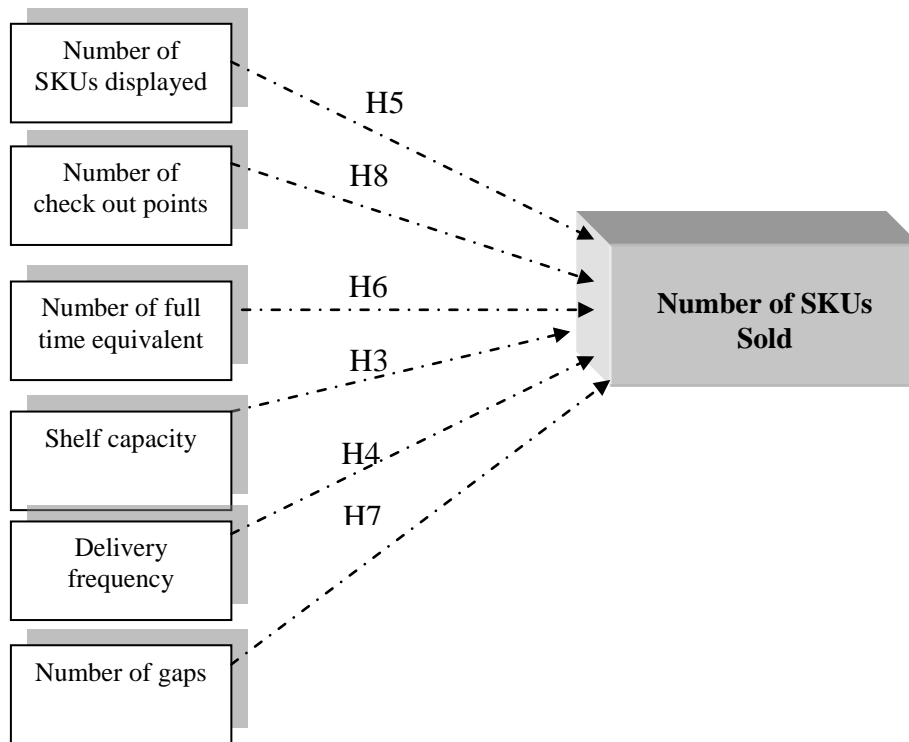 Number of
SKUs displayed
H5
Number of
check out points
H8
Number of full
time equivalent
H6
Number of SKUs
Sold
H3
Shelf capacity
H4
Delivery
frequency
H7
Number of gaps